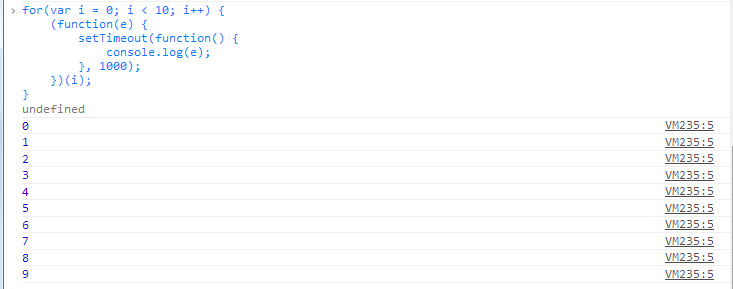 › for(var i = 0; i < 10; i++) {
    (function(e) {
        setTimeout(function() {
            console.log(e);
        }, 1000);
    })(i);
}
undefined
0 VM235:5
1 VM235:5
2 VM235:5
3 VM235:5
4 VM235:5
5 VM235:5
6 VM235:5
7 VM235:5
8 VM235:5
9 VM235:5